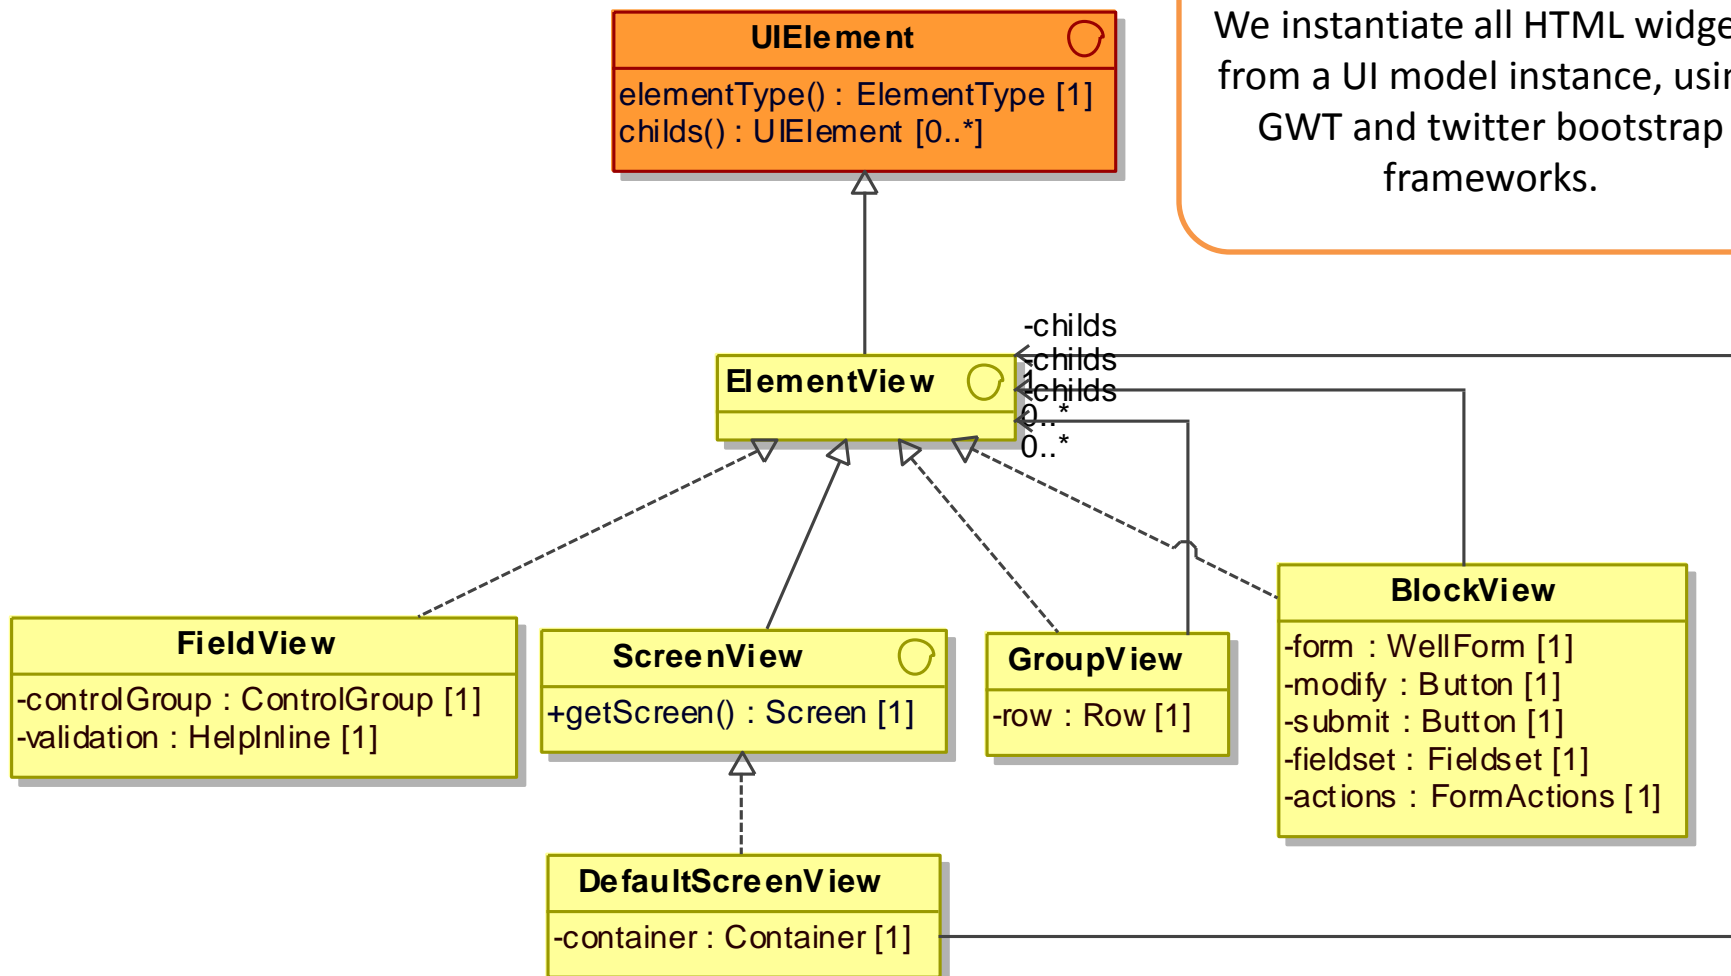 UIElement
elementType() : ElementType [1]
childs() : UIElement [0..*]
We instantiate all HTML
from a UI model instance,
GWT and twitter bootstrap
frameworks.
-childs
-childs
1
-childs
0..*
0..*
ElementView
FieldView
-controlGroup : ControlGroup [1]
-validation : HelpInline [1]
ScreenView
+getScreen() : Screen [1]
GroupView
-row : Row [1]
BlockView
-form : WellForm [1]
-modify : Button [1]
-submit : Button [1]
-fieldset : Fieldset [1]
-actions : FormActions [1]
DefaultScreenView
-container : Container [1]